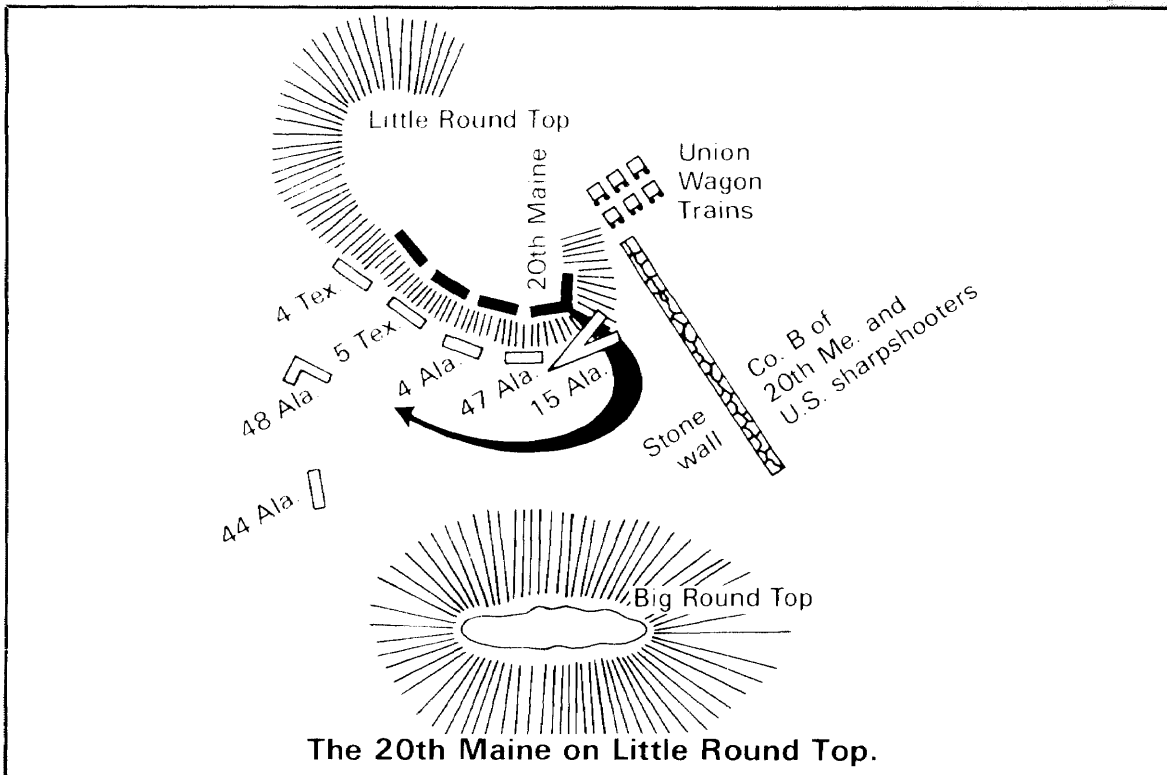 Little Round Top
20th Maine
Union
Wagon
Trains
4 Tex.
5 Tex.
4 Ala.
47 Ala.
15 Ala.
48 Ala.
44 Ala.
Stone
wall
Co. B of
20th Me. and
U.S. sharpshooters
Big Round Top
The 20th Maine on Little Round Top.